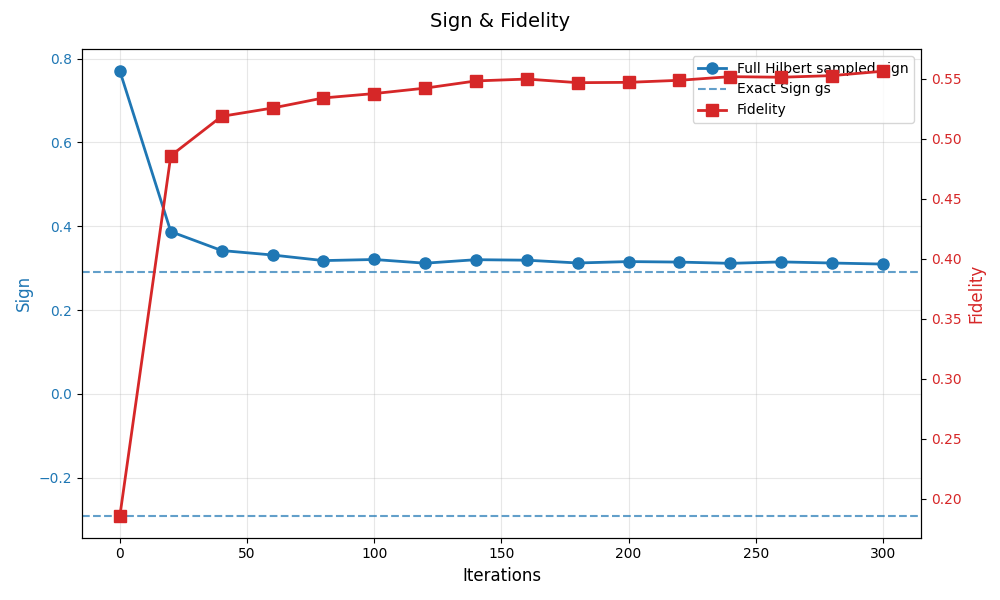 Sign & Fidelity
Full Hilbert sampled sign
Exact Sign gs
Fidelity
0.8
0.6
0.4
0.2
0.0
−0.2
Sign
0.55
0.50
0.45
0.40
0.35
0.30
0.25
0.20
Fidelity
0 50 100 150 200 250 300
Iterations